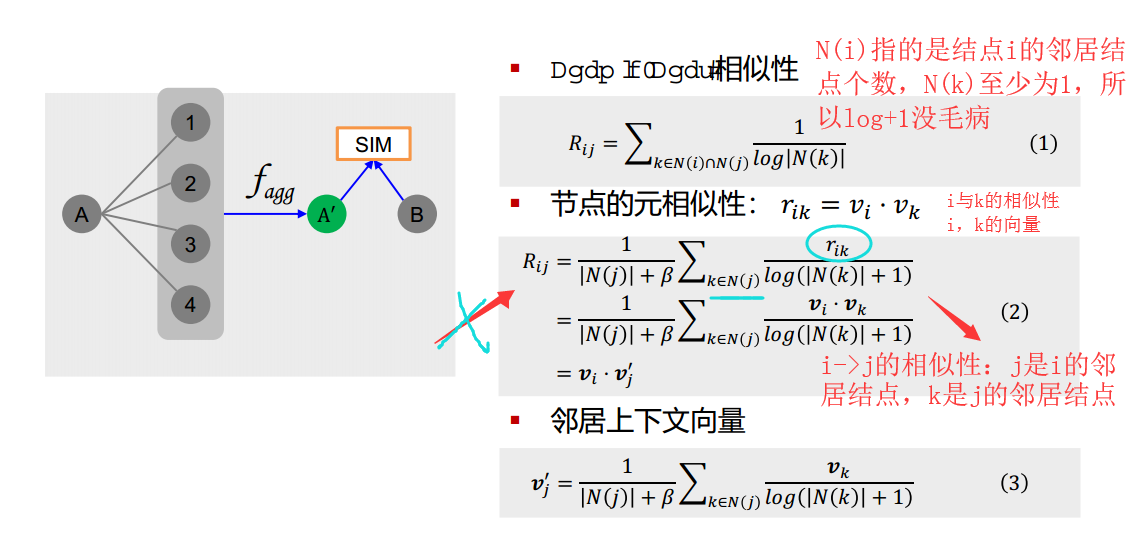 1
2
3
4
A
f_agg
A′
SIM
B
▪ Dgdp 相似性
N(i)指的是结点i的邻居结
点个数，N(k)至少为1，所
以log+1没毛病
R_ij = ∑_{k∈N(i)∩N(j)} 1 / log|N(k)| (1)
▪ 节点的元相似性： r_ik = v_i · v_k
i与k的相似性
i，k的向量
R_ij = 1 / (|N(j)| + β) ∑_{k∈N(j)} r_ik / log(|N(k)| + 1)
= 1 / (|N(j)| + β) ∑_{k∈N(j)} v_i · v_k / log(|N(k)| + 1) (2)
= v_i · v′_j
i->j的相似性：j是i的邻
居结点，k是j的邻居结点
▪ 邻居上下文向量
v′_j = 1 / (|N(j)| + β) ∑_{k∈N(j)} v_k / log(|N(k)| + 1) (3)